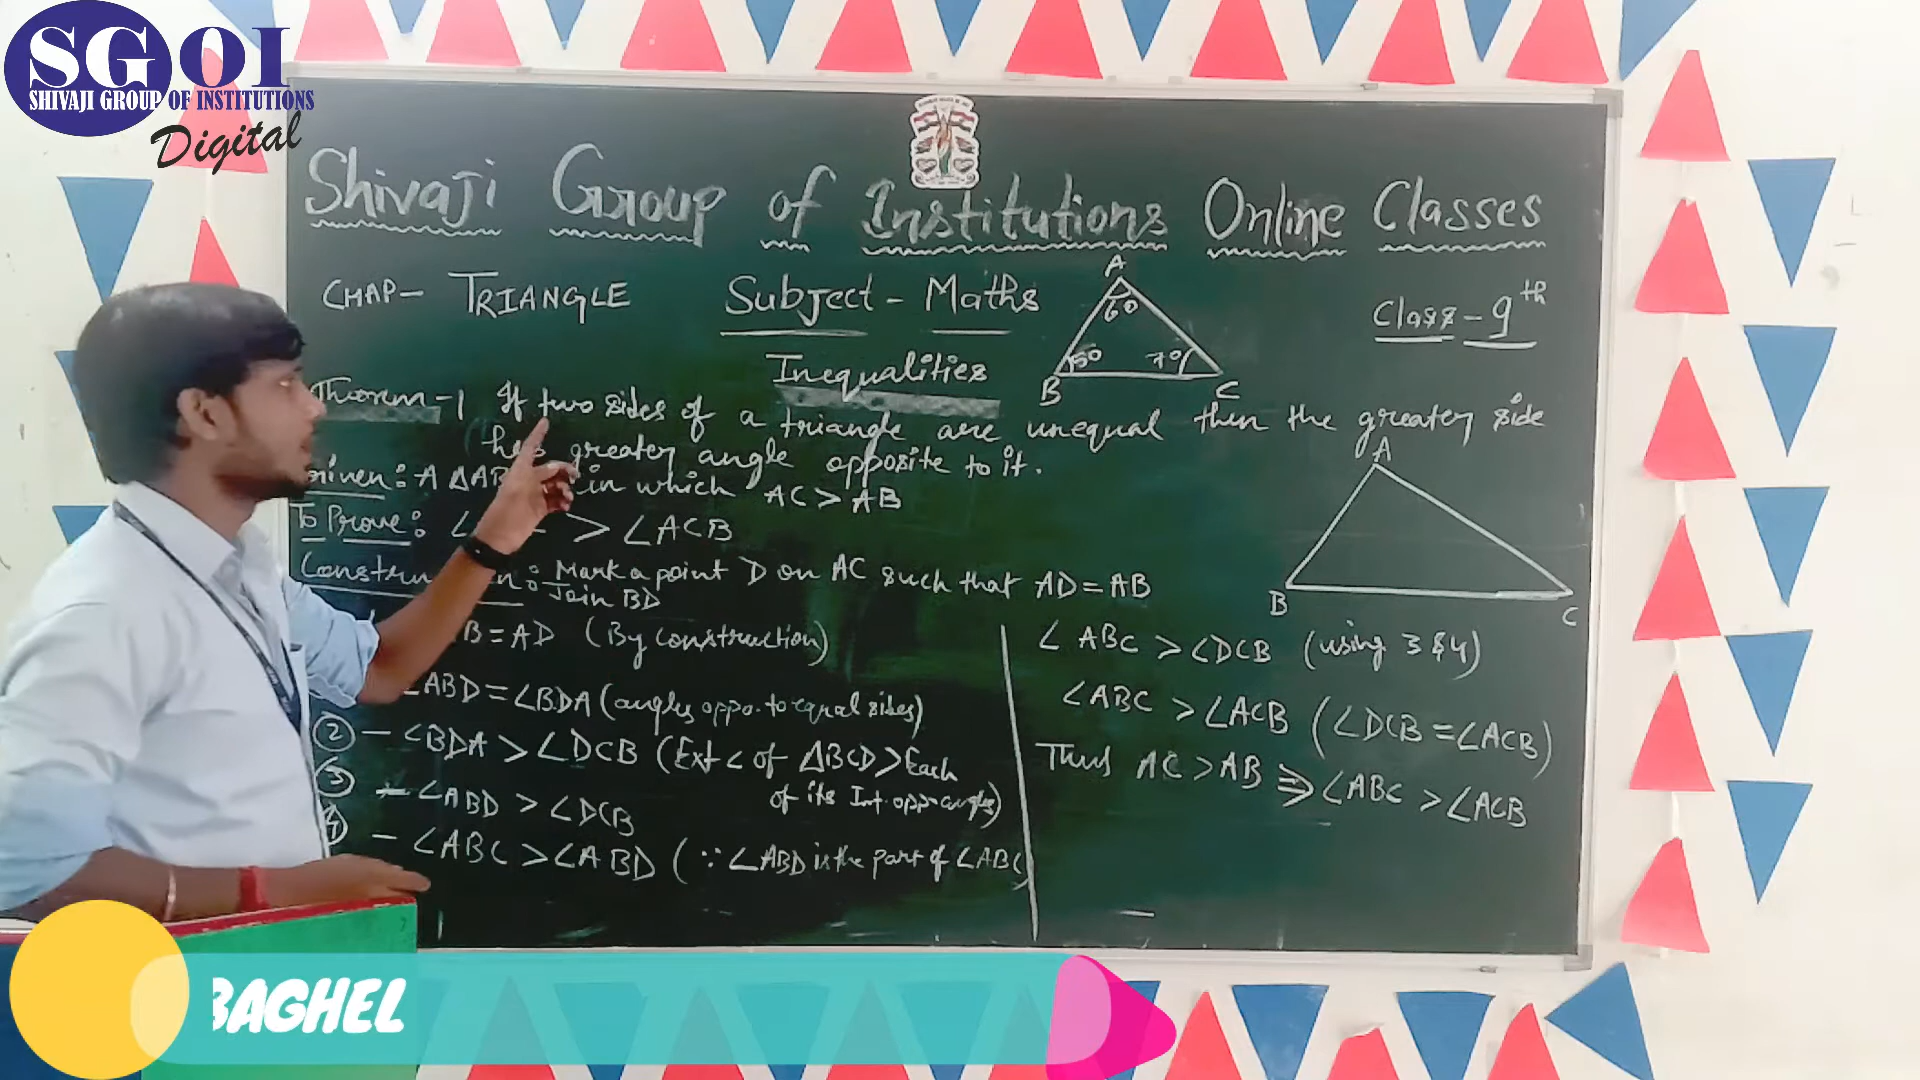 SGOI
SHIVAJI GROUP OF INSTITUTIONS
Digital
Shivaji Group of Institutions Online Classes
CHAP- TRIANGLE
Subject - Maths
Class - 9th
Inequalities
A
60
50
70
B
C
Theorem-1 If two sides of a triangle are unequal then the greater side
has greater angle opposite to it.
Given: A ΔAB in which AC > AB
To Prove: ∠ > ∠ACB
Construction: Mark a point D on AC such that AD = AB
Join BD
A
B
C
B = AD (By construction)
∠ABD = ∠BDA (angles oppo. to equal sides)
② - ∠BDA > ∠DCB (Ext < of ΔBCD > Each
of its Int. opp angles)
③ - ∠ABD > ∠DCB
④ - ∠ABC > ∠ABD (∵ ∠ABD is the part of ∠ABC)
∠ABC > ∠DCB (using 3 & 4)
∠ABC > ∠ACB (∠DCB = ∠ACB)
Thus AC > AB ⇒ ∠ABC > ∠ACB
BAGHEL